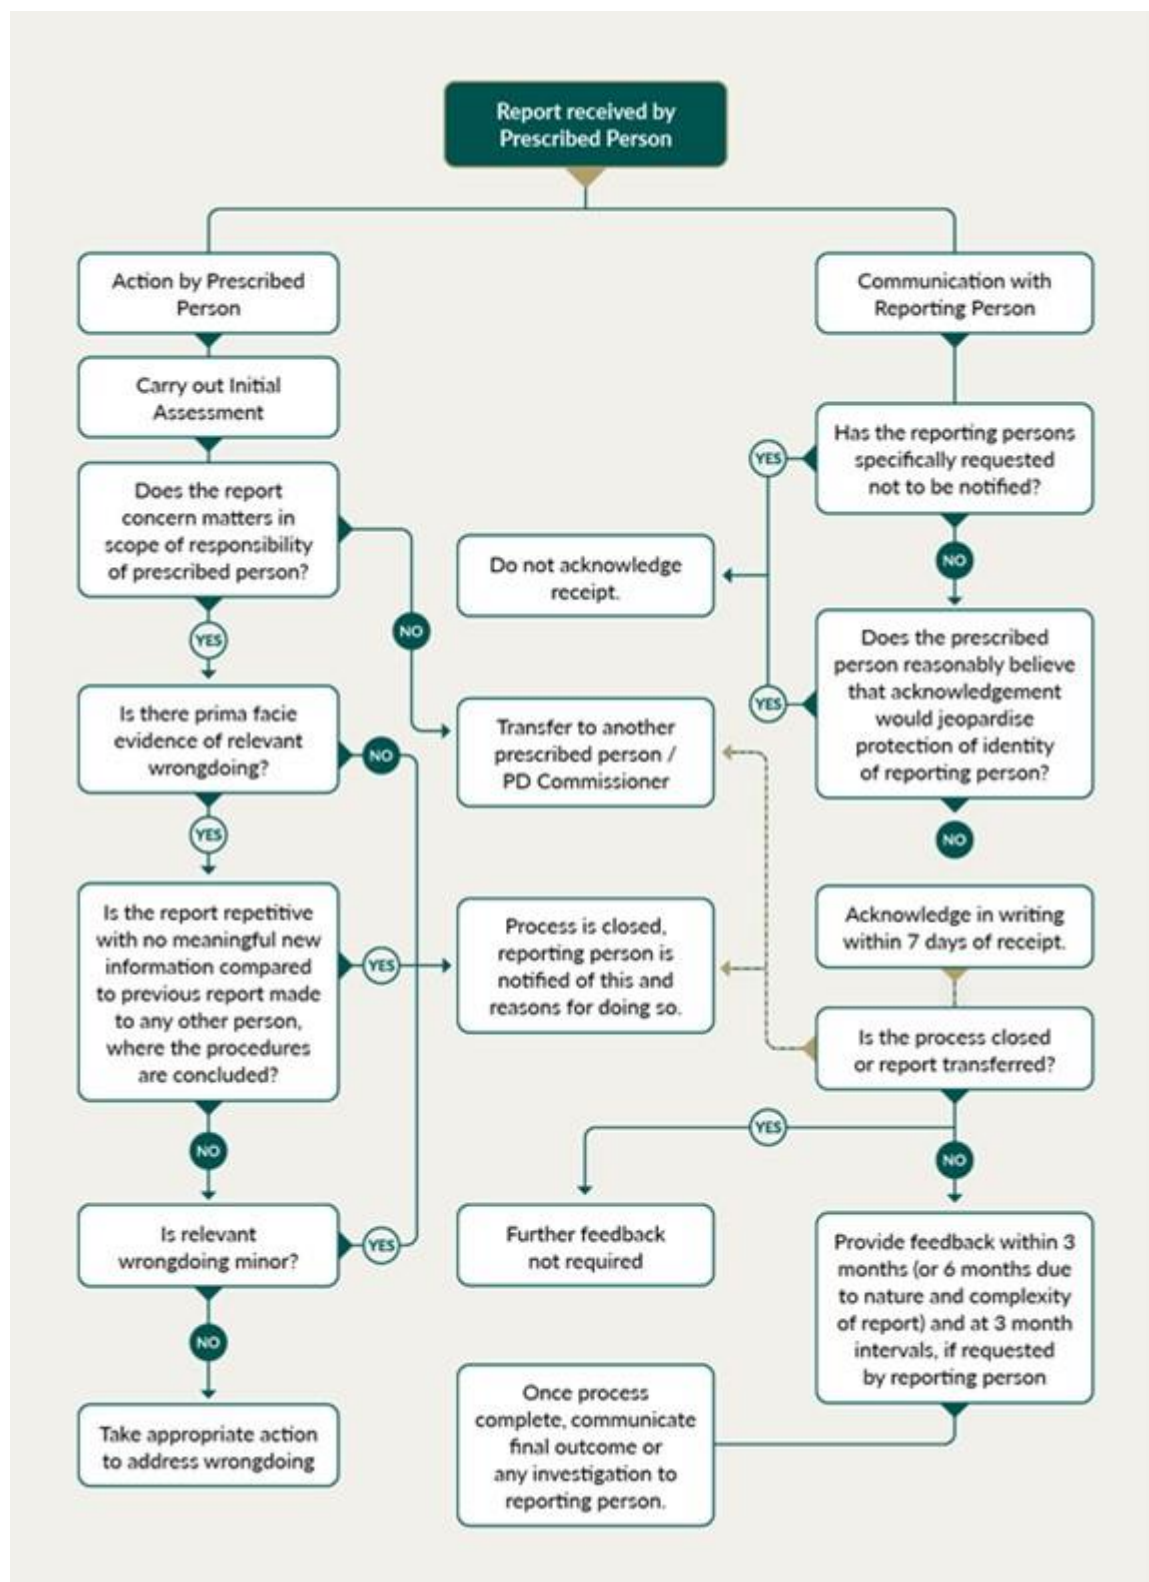 Report received by
Prescribed Person
Action by Prescribed
Person
Communication with
Reporting Person
Carry out Initial
Assessment
Has the reporting persons
specifically requested
not to be notified?
YES
Does the report
concern matters in
scope of responsibility
of prescribed person?
NO
Do not acknowledge
receipt.
YES
NO
Does the prescribed
person reasonably believe
that acknowledgement
would jeopardise
protection of identity
of reporting person?
YES
Is there prima facie
evidence of relevant
wrongdoing?
NO
Transfer to another
prescribed person /
PD Commissioner
YES
NO
Is the report repetitive
with no meaningful new
information compared
to previous report made
to any other person,
where the procedures
are concluded?
YES
Process is closed,
reporting person is
notified of this and
reasons for doing so.
Acknowledge in writing
within 7 days of receipt.
Is the process closed
or report transferred?
YES
NO
NO
Is relevant
wrongdoing minor?
YES
Further feedback
not required
Provide feedback within 3
months (or 6 months due
to nature and complexity
of report) and at 3 month
intervals, if requested
by reporting person
NO
Take appropriate action
to address wrongdoing
Once process
complete, communicate
final outcome or
any investigation to
reporting person.